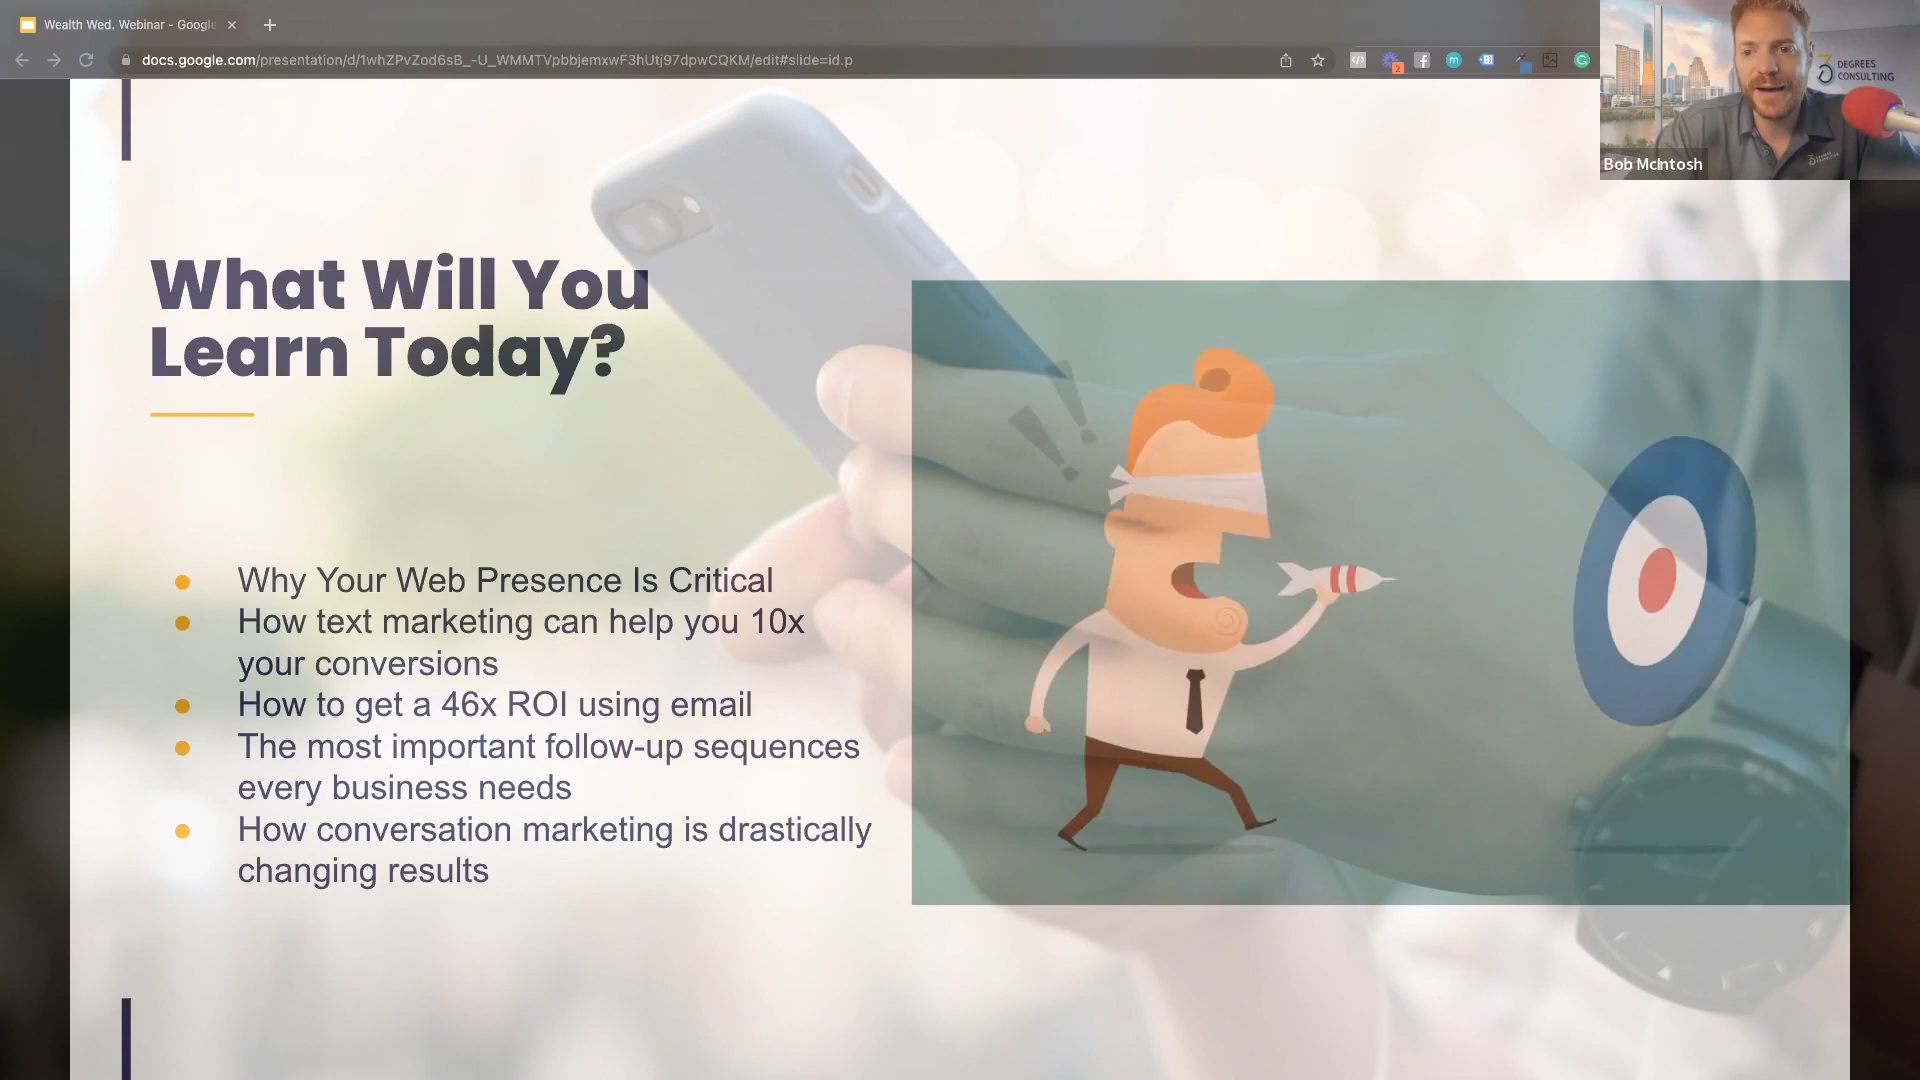 Wealth Wed. Webinar - Google
docs.google.com/presentation/d/1whZPvZod6sB_-U_WMMTVpbbjemxwF3hUtj97dpwCQKM/edit#slide=id.p
DEGREES
CONSULTING
Bob McIntosh
What Will You
Learn Today?
Why Your Web Presence Is Critical
How text marketing can help you 10x
your conversions
How to get a 46x ROI using email
The most important follow-up sequences
every business needs
How conversation marketing is drastically
changing results